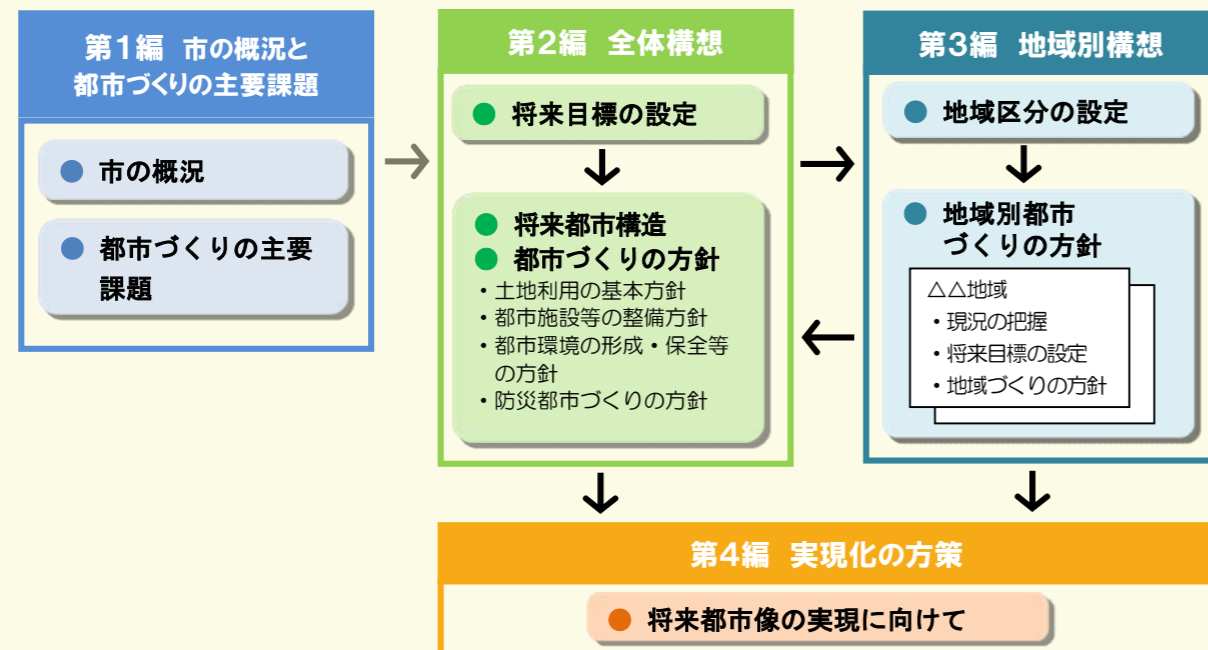 第1編 市の概況と
都市づくりの主要課題
● 市の概況
● 都市づくりの主要
課題
第2編 全体構想
● 将来目標の設定
● 将来都市構造
● 都市づくりの方針
・土地利用の基本方針
・都市施設等の整備方針
・都市環境の形成・保全等
の方針
・防災都市づくりの方針
第3編 地域別構想
● 地域区分の設定
● 地域別都市
づくりの方針
△△地域
・現況の把握
・将来目標の設定
・地域づくりの方針
第4編 実現化の方策
● 将来都市像の実現に向けて